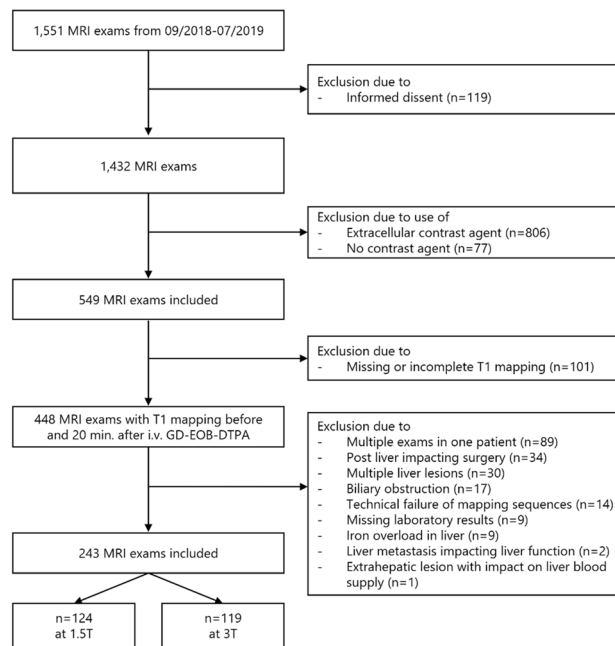 1,551 MRI exams from 09/2018-07/2019
Exclusion due to
- Informed dissent (n=119)
1,432 MRI exams
Exclusion due to use of
- Extracellular contrast agent (n=806)
- No contrast agent (n=77)
549 MRI exams included
Exclusion due to
- Missing or incomplete T1 mapping (n=101)
448 MRI exams with T1 mapping before
and 20 min. after i.v. GD-EOB-DTPA
Exclusion due to
- Multiple exams in one patient (n=89)
- Post liver impacting surgery (n=34)
- Multiple liver lesions (n=30)
- Biliary obstruction (n=17)
- Technical failure of mapping sequences (n=14)
- Missing laboratory results (n=9)
- Iron overload in liver (n=9)
- Liver metastasis impacting liver function (n=2)
- Extrahepatic lesion with impact on liver blood
supply (n=1)
243 MRI exams included
n=124
at 1.5T
n=119
at 3T